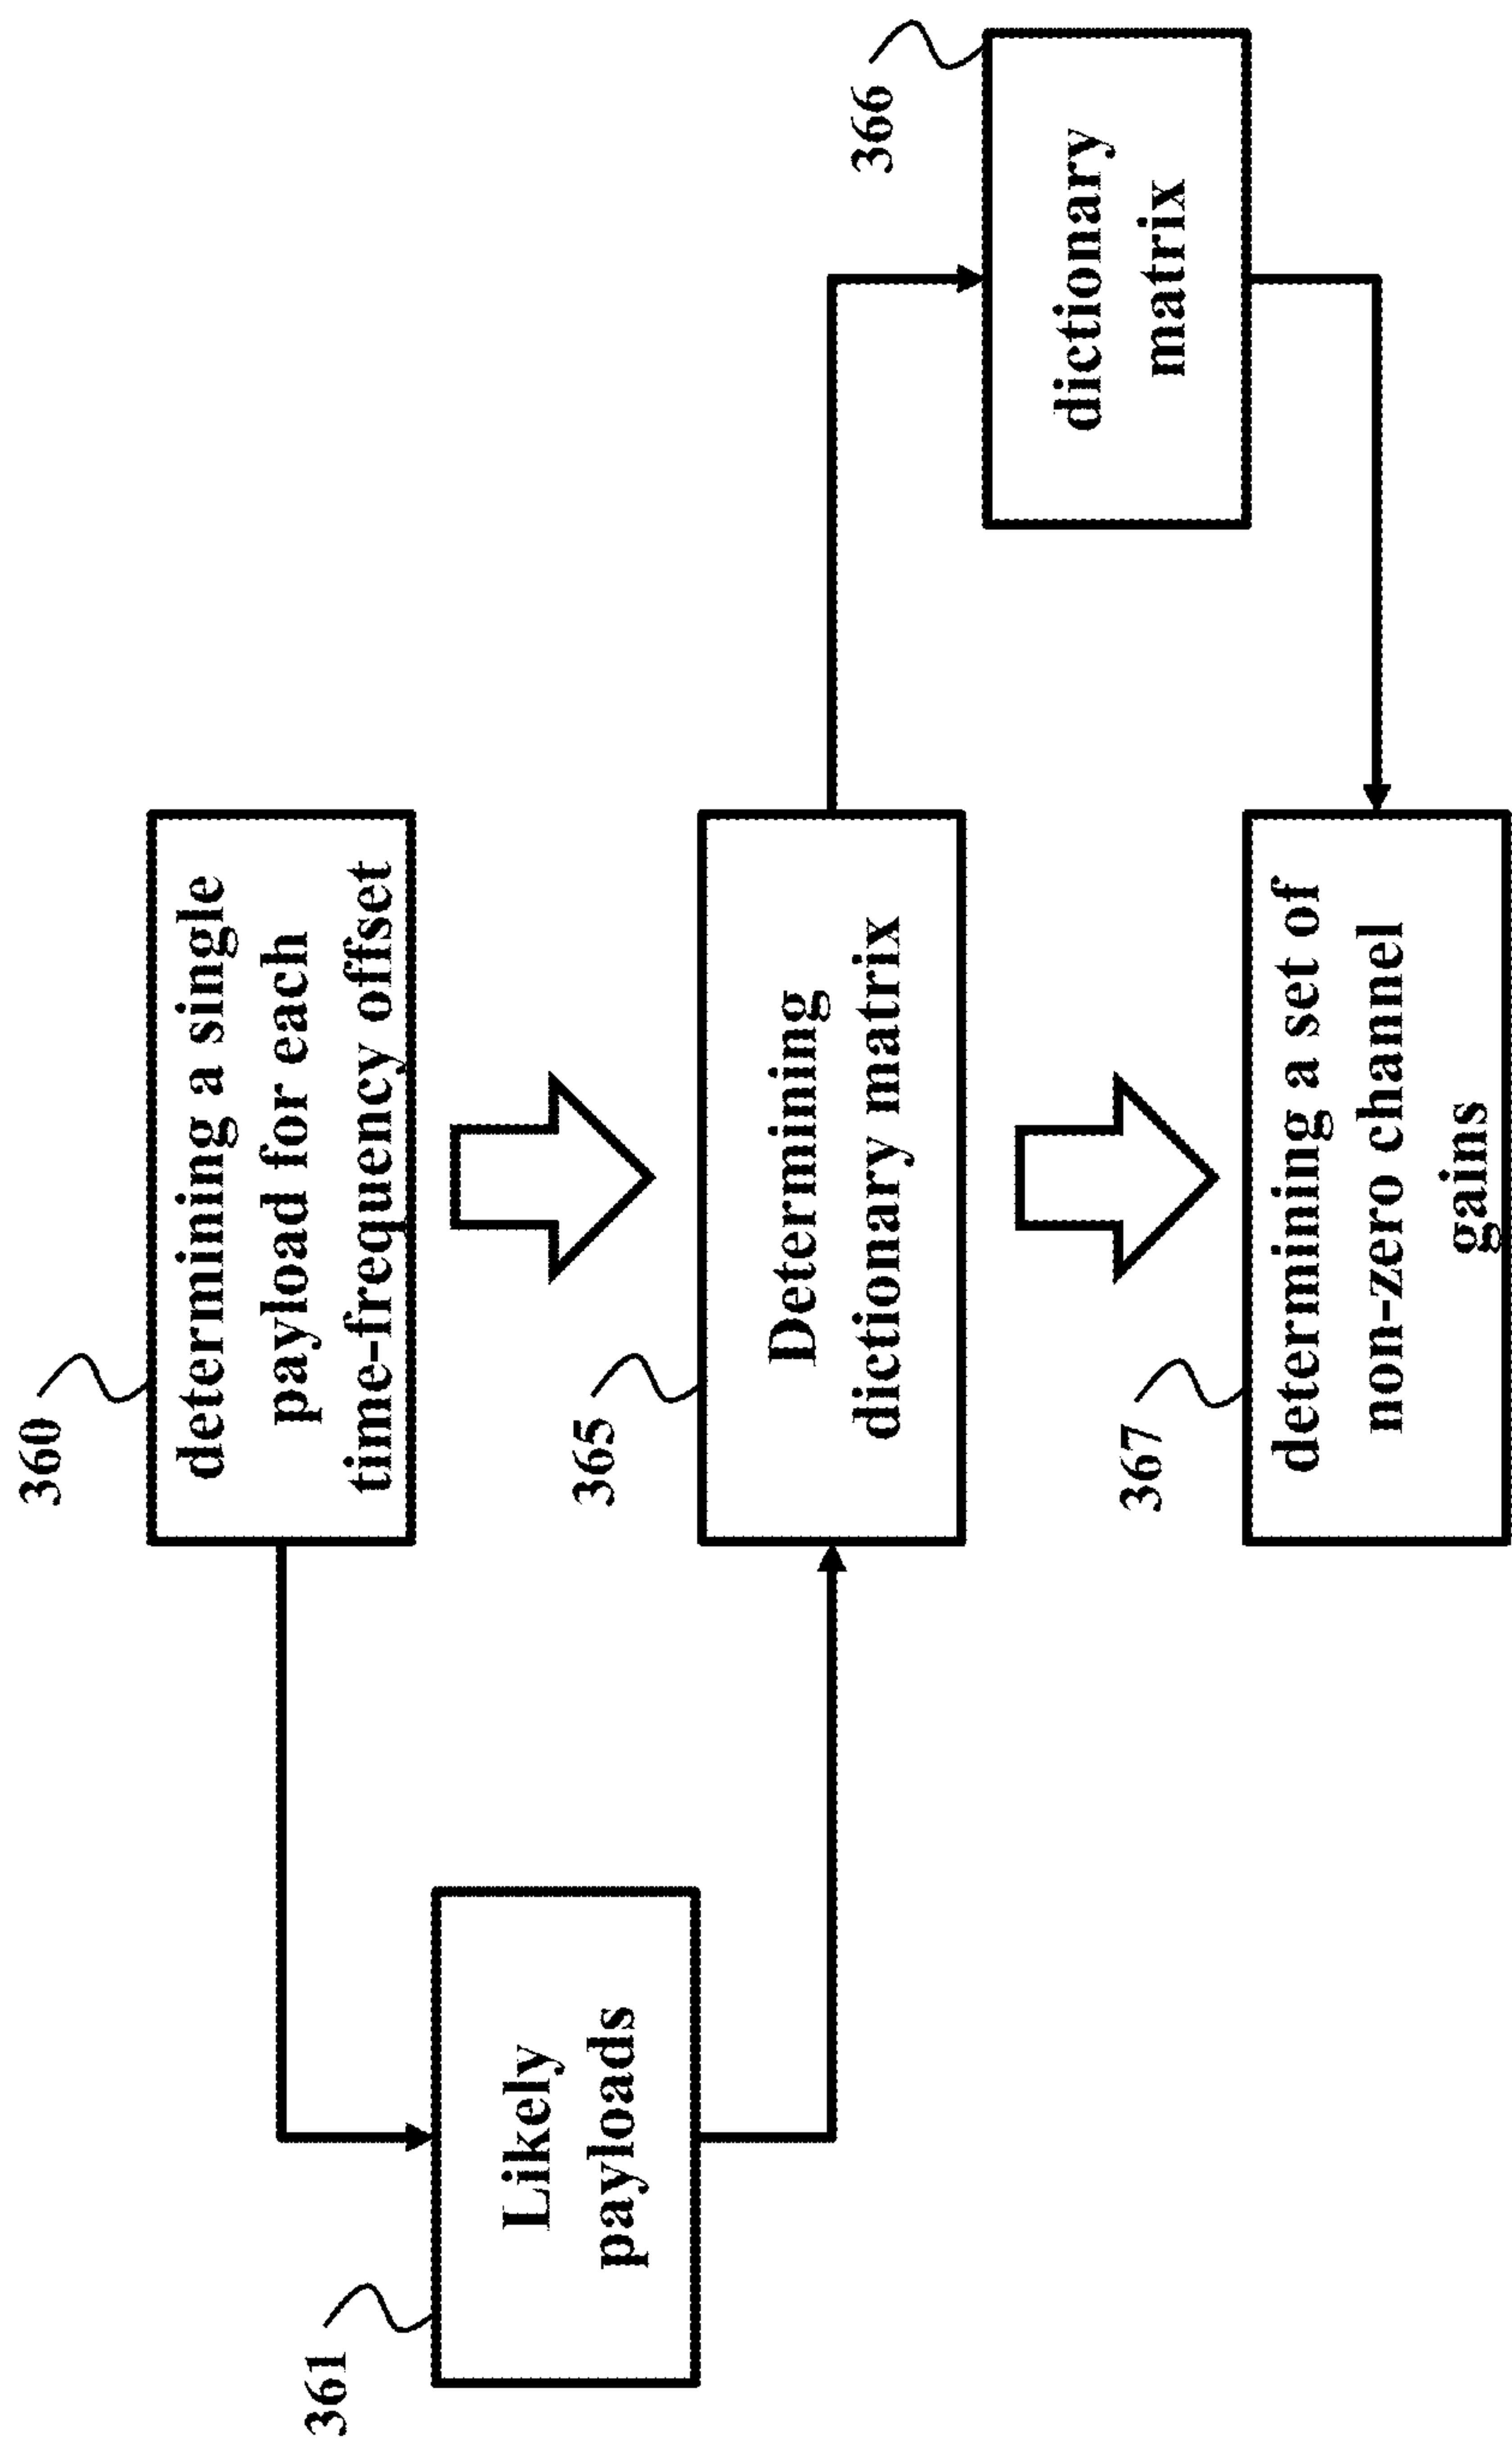 360
determining a single
payload for each
time-frequency offset
361
Likely
payloads
365
Determining
dictionary matrix
366
dictionary
matrix
367
determining a set of
non-zero channel
gains